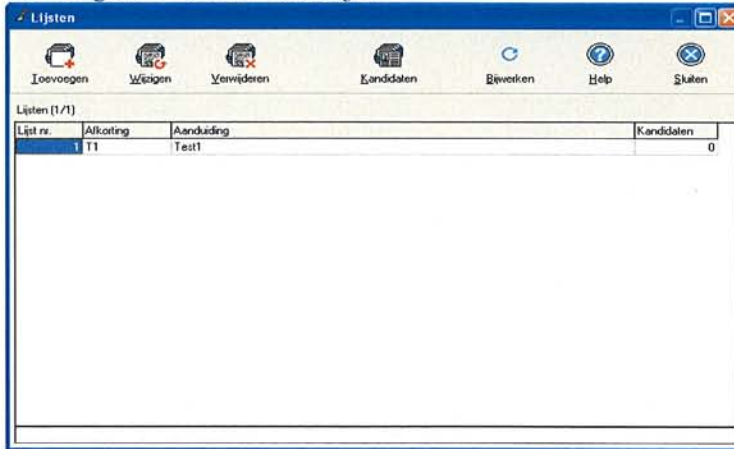 Lijsten
Toevoegen Wijzigen Verwijderen Kandidaten Bijwerken Help Sluiten
Lijsten (1/1)
Lijst nr. Afkorting Aanduiding Kandidaten
1 T1 Test1 0